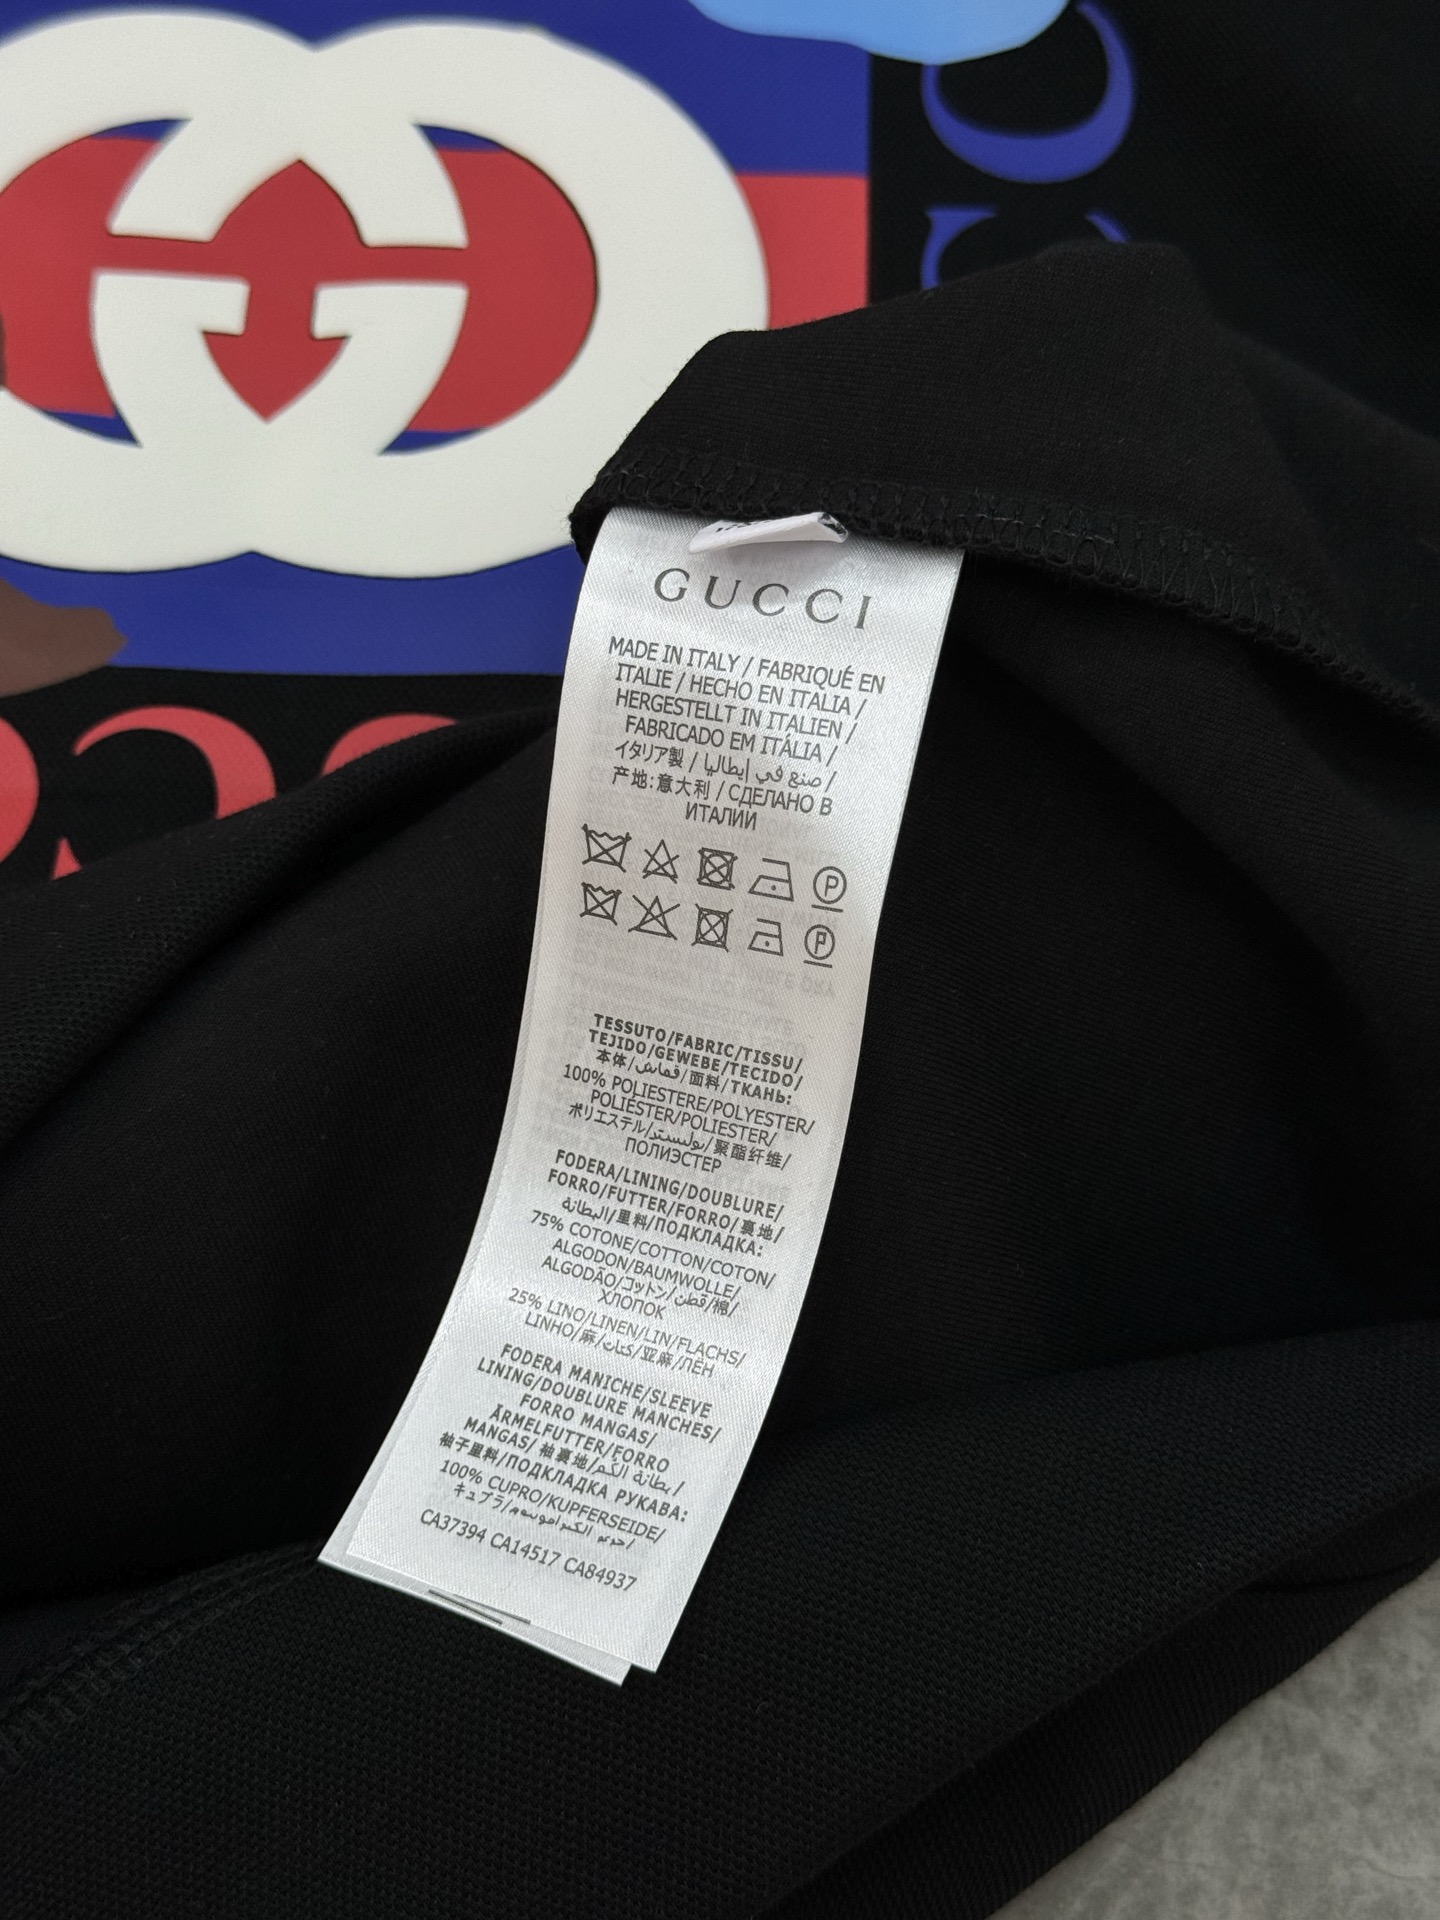 GUCCI
MADE IN ITALY / FABRIQUÉ EN
ITALIE / HECHO EN ITALIA /
HERGESTELLT IN ITALIEN /
FABRICADO EM ITÁLIA /
イタリア製 / صنع في إيطاليا /
产地:意大利 / СДЕЛАНО В
ИТАЛИИ
P
P
TESSUTO/FABRIC/TISSU/
TEJIDO/GEWEBE/TECIDO/
本体/قماش/面料/ТКАНЬ:
100% POLIESTERE/POLYESTER/
POLIÉSTER/POLIESTER/
ポリエステル/بوليستر/聚酯纤维/
ПОЛИЭСТЕР
FODERA/LINING/DOUBLURE/
FORRO/FUTTER/FORRO/裏地/
البطانة/里料/ПОДКЛАДКА:
75% COTONE/COTTON/COTON/
ALGODON/BAUMWOLLE/
ALGODÃO/コットン/قطن/棉/
ХЛОПОК
25% LINO/LINEN/LIN/FLACHS/
LINHO/麻/كتان/亚麻/ЛЁН
FODERA MANICHE/SLEEVE
LINING/DOUBLURE MANCHES/
FORRO MANGAS/
ÄRMELFUTTER/FORRO
MANGAS/ 袖裏地/بطانة الكم/
袖子里料/ПОДКЛАДКА РУКАВА:
100% CUPRO/KUPFERSEIDE/
キュプラ/
CA37394 CA14517 CA84937